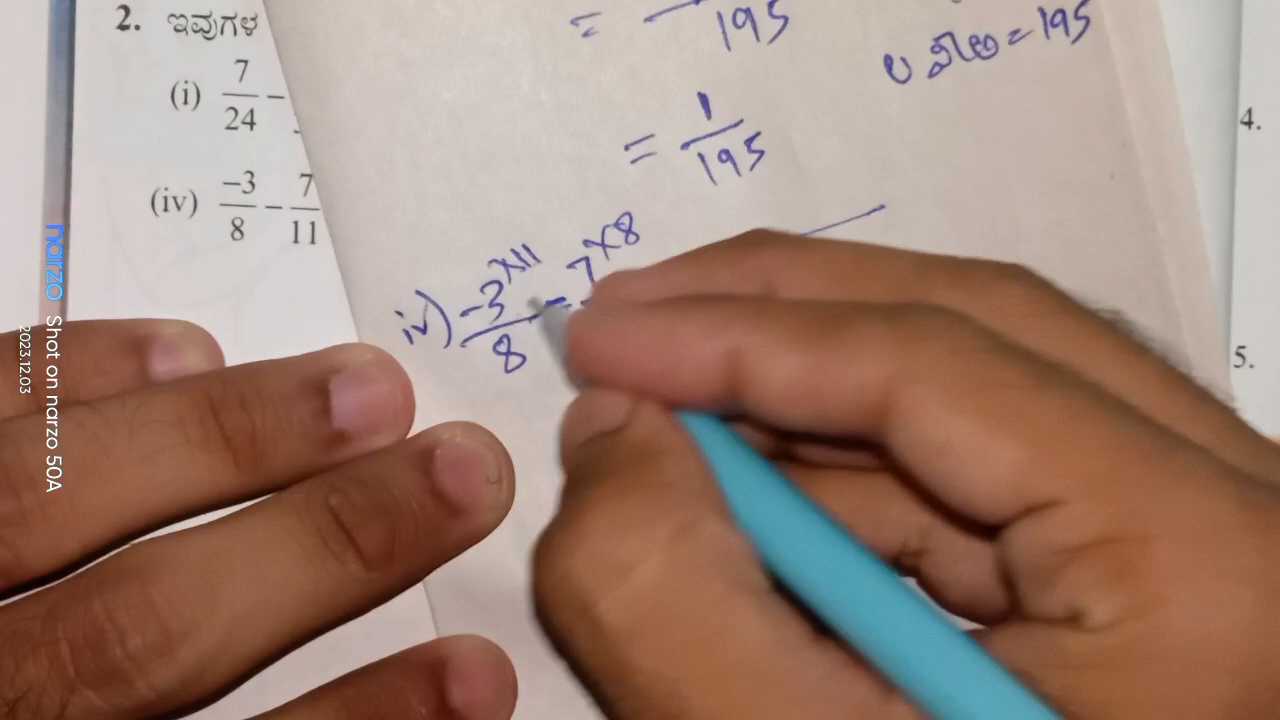 2. ಇವುಗಳ
(i) 7/24 −
(iv) −3/8 − 7/11
= 195
ಲ ಸಾ ಅ = 195
= 1/195
iv) −3×11/8 − 7×8
4.
5.
narzo Shot on narzo 50A
2023.12.03